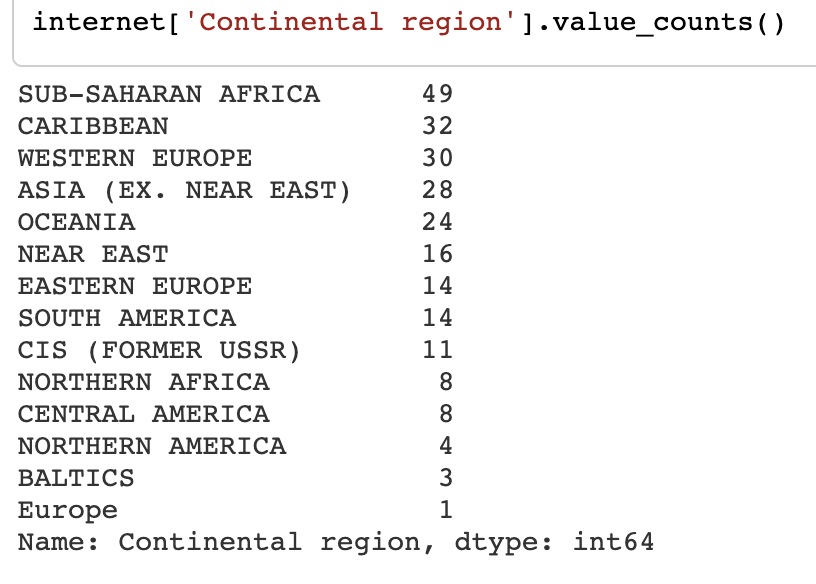 internet['Continental region'].value_counts()
SUB-SAHARAN AFRICA 49
CARIBBEAN 32
WESTERN EUROPE 30
ASIA (EX. NEAR EAST) 28
OCEANIA 24
NEAR EAST 16
EASTERN EUROPE 14
SOUTH AMERICA 14
CIS (FORMER USSR) 11
NORTHERN AFRICA 8
CENTRAL AMERICA 8
NORTHERN AMERICA 4
BALTICS 3
Europe 1
Name: Continental region, dtype: int64